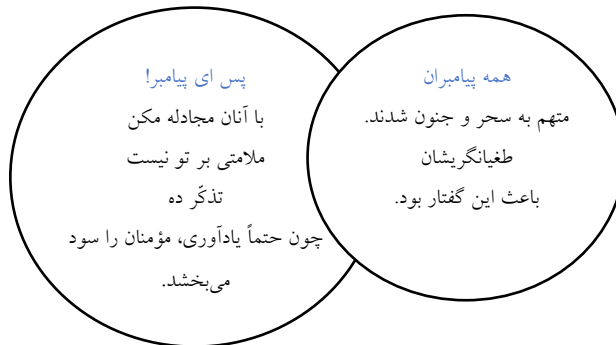 همه پیامبران
متهم به سحر و جنون شدند.
طغیانگریشان
باعث این گفتار بود.
پس ای پیامبر!
با آنان مجادله مکن
ملامتی بر تو نیست
تذکّر ده
چون حتماً یادآوری، مؤمنان را سود
می‌بخشد.